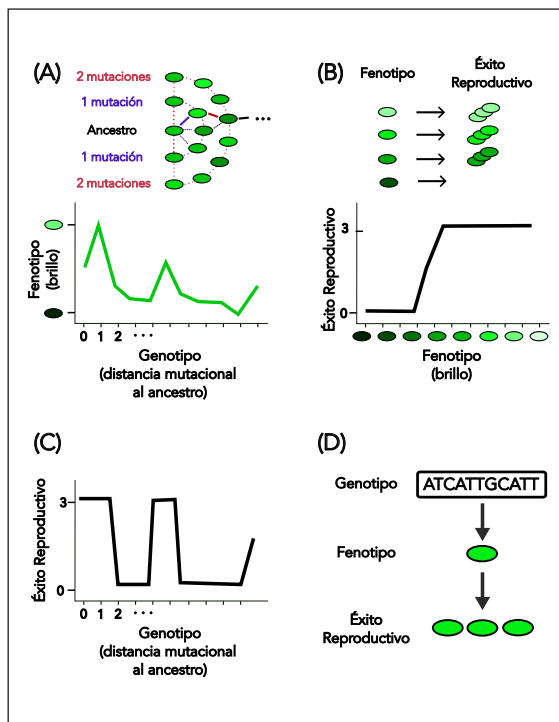 (A)
2 mutaciones
1 mutación
Ancestro
1 mutación
2 mutaciones
...
Fenotipo
(brillo)
0 1 2 ...
Genotipo
(distancia mutacional
al ancestro)
(B)
Fenotipo
Éxito
Reproductivo
Éxito Reproductivo
3
0
Fenotipo
(brillo)
(C)
Éxito Reproductivo
3
0
0 1 2 ...
Genotipo
(distancia mutacional
al ancestro)
(D)
Genotipo
ATCATTGCATT
Fenotipo
Éxito
Reproductivo